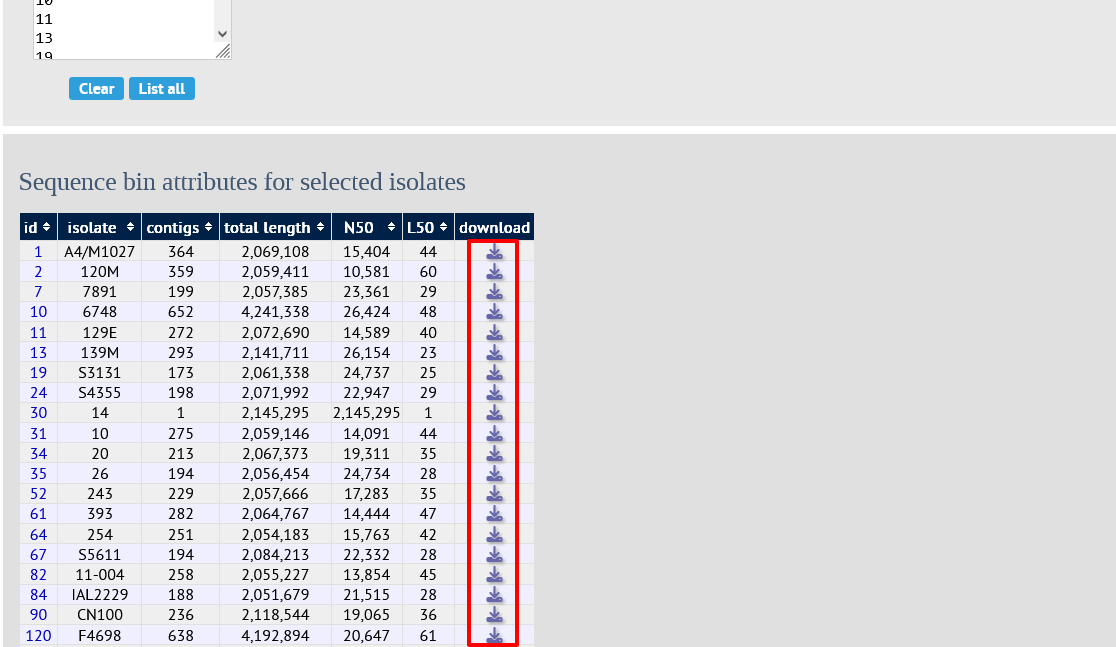 10
11
13
19
Clear List all
Sequence bin attributes for selected isolates
id isolate contigs total length N50 L50 download
1 A4/M1027 364 2,069,108 15,404 44
2 120M 359 2,059,411 10,581 60
7 7891 199 2,057,385 23,361 29
10 6748 652 4,241,338 26,424 48
11 129E 272 2,072,690 14,589 40
13 139M 293 2,141,711 26,154 23
19 S3131 173 2,061,338 24,737 25
24 S4355 198 2,071,992 22,947 29
30 14 1 2,145,295 2,145,295 1
31 10 275 2,059,146 14,091 44
34 20 213 2,067,373 19,311 35
35 26 194 2,056,454 24,734 28
52 243 229 2,057,666 17,283 35
61 393 282 2,064,767 14,444 47
64 254 251 2,054,183 15,763 42
67 S5611 194 2,084,213 22,332 28
82 11-004 258 2,055,227 13,854 45
84 IAL2229 188 2,051,679 21,515 28
90 CN100 236 2,118,544 19,065 36
120 F4698 638 4,192,894 20,647 61